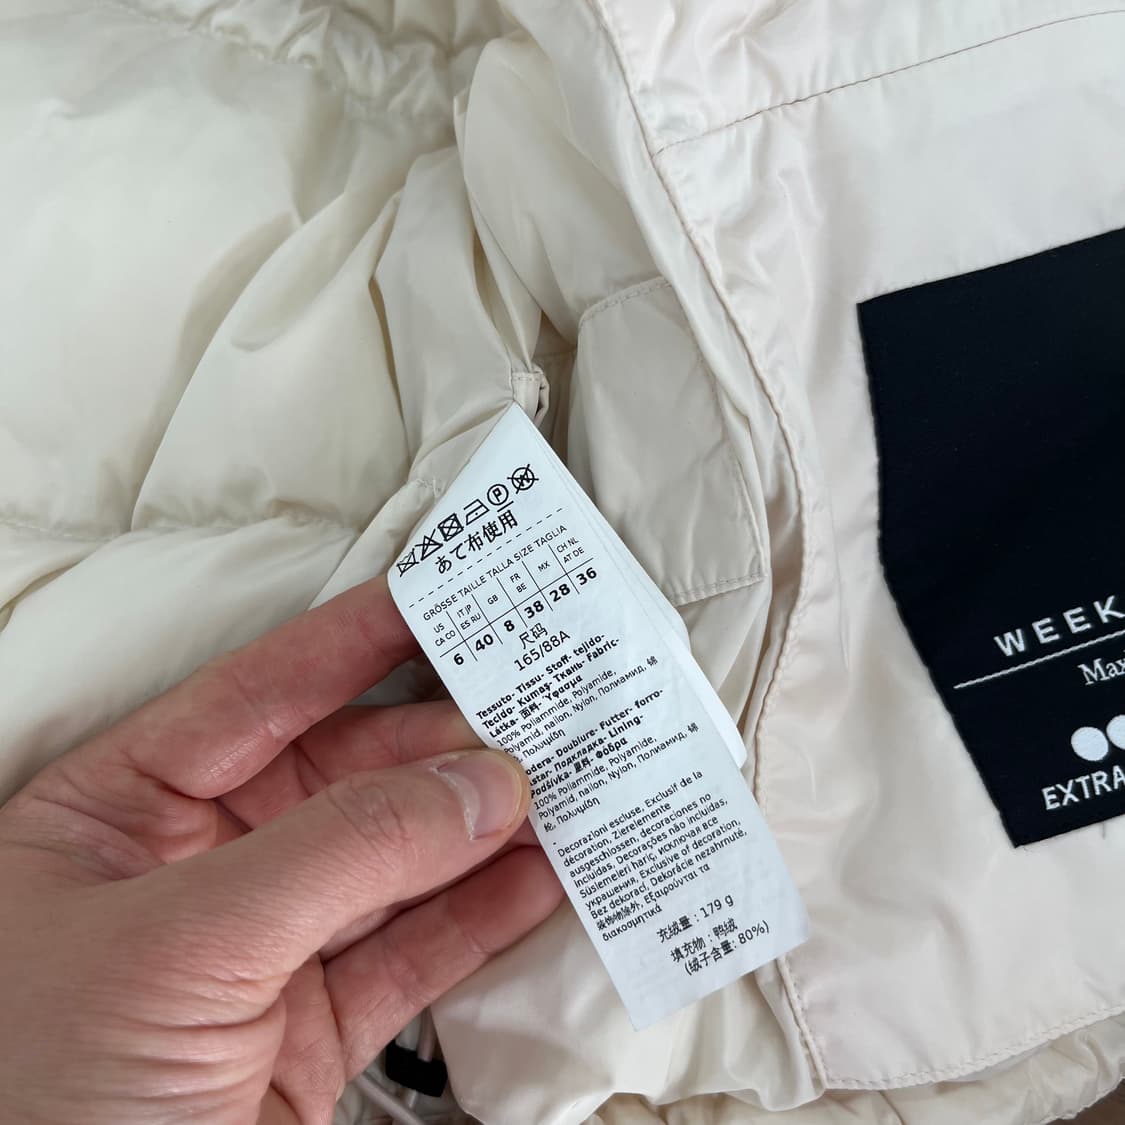 P
W
あて布使用
GRÖSSE TAILLE TALLA SIZE TAGLIA
US CA CO
IT JP ES RU
GB
FR BE
MX
CH NL AT DE
6 40 8 38 28 36
尺码
165/88A
Tessuto- Tissu- Stoff- tejido-
Tecido- Kumaş- Ткань- Fabric-
Látka- 面料- Ύφασμα
100% Poliammide, Polyamide,
Polyamid, nailon, Nylon, Полиамид, 锦
Πολυαμίδη
Fodera- Doublure- Futter- forro-
Astar- Подкладка- Lining-
Podšívka- 里料- Φόδρα
100% Poliammide, Polyamide,
Polyamid, nailon, Nylon, Полиамид, 锦
纶, Πολυαμίδη
-
Decorazioni escluse, Exclusif de la
décoration, Zierelemente
ausgeschlossen, decoraciones no
incluidas, Decorações não incluidas,
Süslemeleri hariç, исключая все
украшения, Exclusive of decoration,
Bez dekorací, Dekorácie nezahrnuté,
装饰物除外, Εξαιρούνται τα
διακοσμητικά
充绒量：179 g
填充物：鸭绒
(绒子含量: 80%)
WEEK
Max
EXTRA